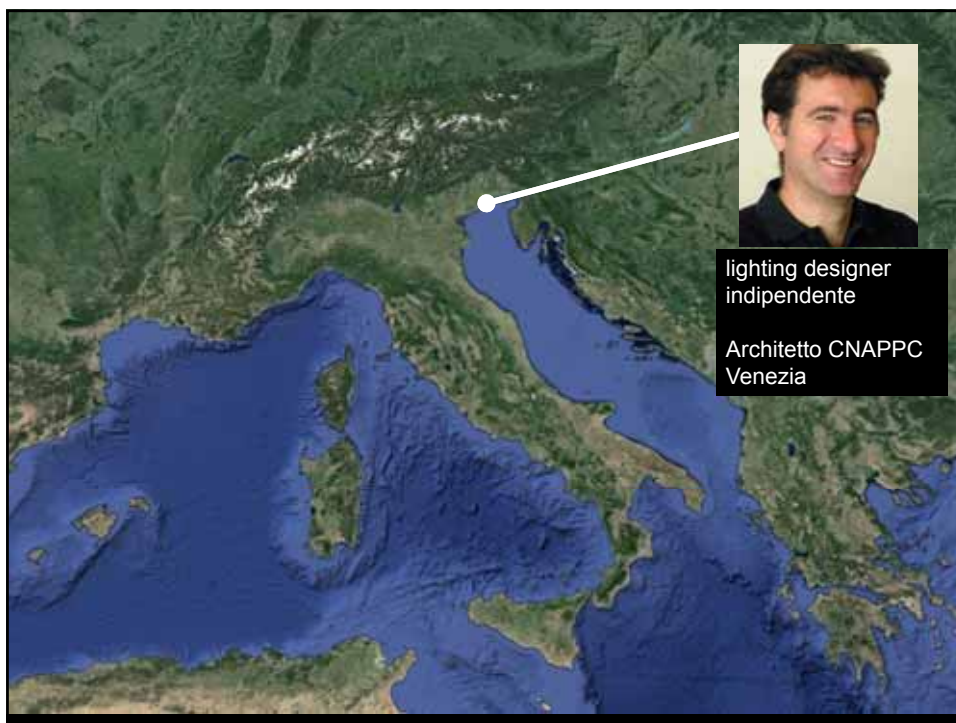 lighting designer
indipendente
Architetto CNAPPC
Venezia